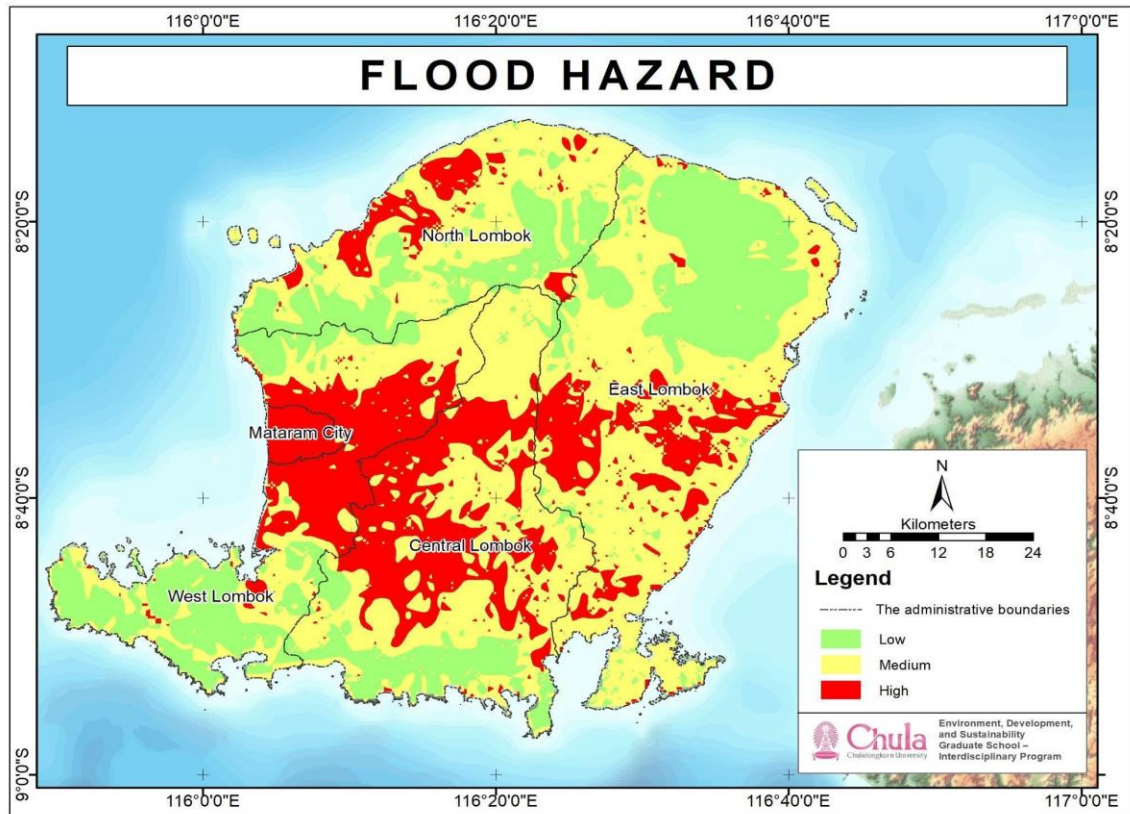 116°0'0"E
116°20'0"E
116°40'0"E
117°0'0"E
FLOOD HAZARD
8°20'0"S
8°20'0"S
North Lombok
East Lombok
Mataram City
8°40'0"S
8°40'0"S
Central Lombok
West Lombok
N
Kilometers
0 3 6 12 18 24
Legend
The administrative boundaries
Low
Medium
High
Chula
Chulalongkorn University
Environment, Development,
and Sustainability
Graduate School –
Interdisciplinary Program
9°0'0"S
9°0'0"S
116°0'0"E
116°20'0"E
116°40'0"E
117°0'0"E